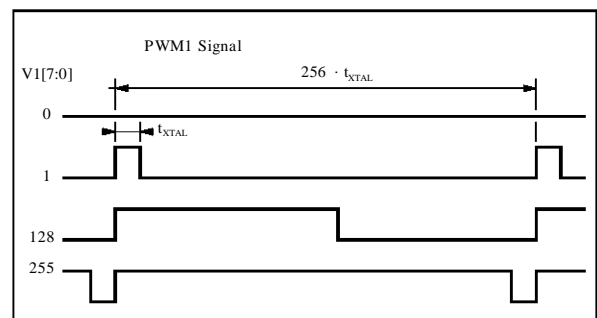 PWM1 Signal
V1[7:0]
256 · tXTAL
0
tXTAL
1
128
255